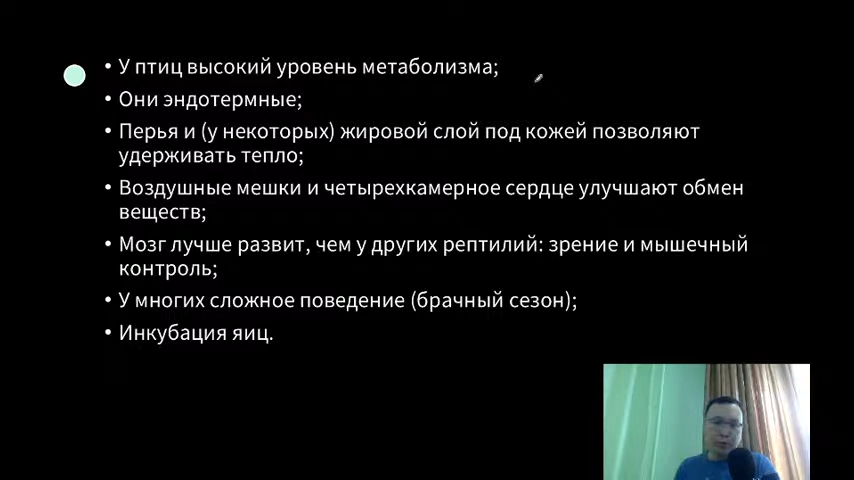 • У птиц высокий уровень метаболизма;
• Они эндотермные;
• Перья и (у некоторых) жировой слой под кожей позволяют
удерживать тепло;
• Воздушные мешки и четырехкамерное сердце улучшают обмен
веществ;
• Мозг лучше развит, чем у других рептилий: зрение и мышечный
контроль;
• У многих сложное поведение (брачный сезон);
• Инкубация яиц.